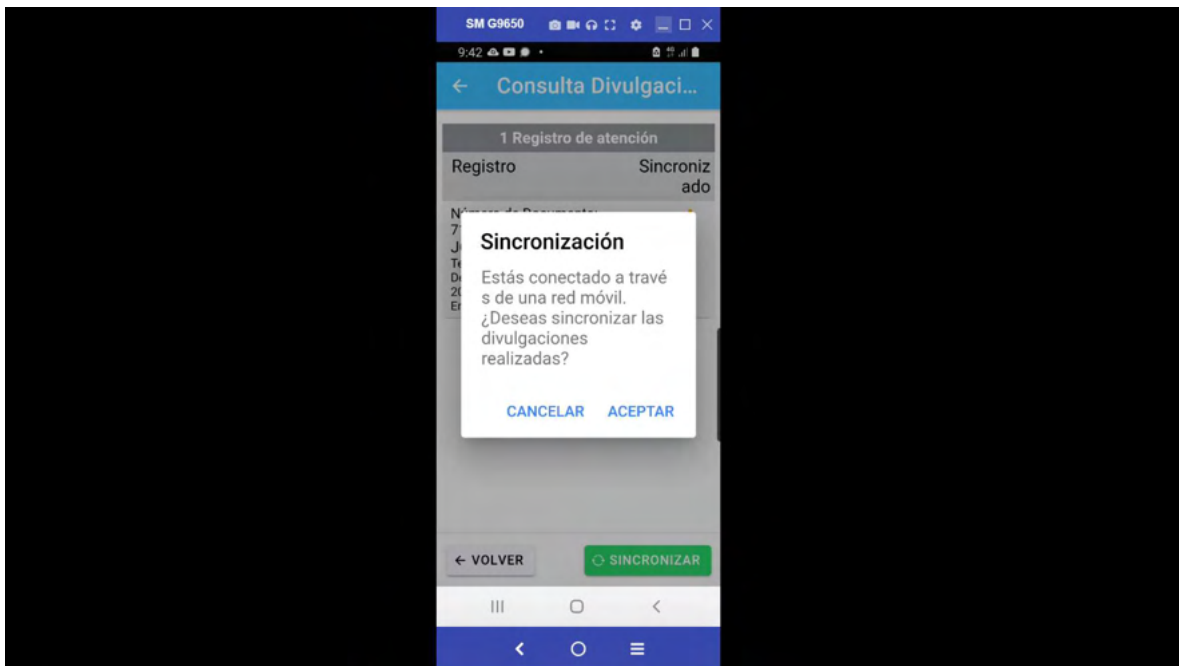 SM G9650
9:42
Consulta Divulgaci...
1 Registro de atención
Registro
Sincroniz
ado
Sincronización
Estás conectado a travé
s de una red móvil.
¿Deseas sincronizar las
divulgaciones
realizadas?
CANCELAR ACEPTAR
VOLVER
SINCRONIZAR